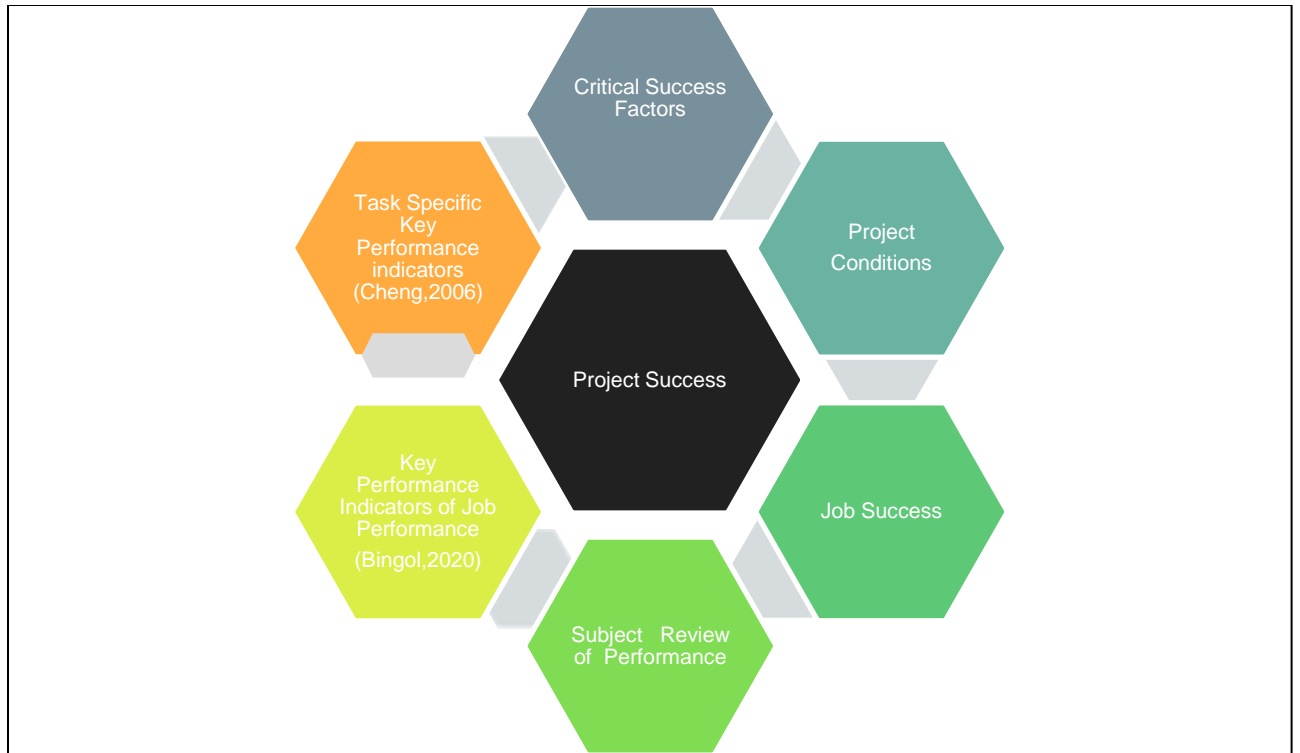 Critical Success
Factors
Task Specific
Key
Performance
indicators
(Cheng,2006)
Project
Conditions
Project Success
Key
Performance
Indicators of Job
Performance
(Bingol,2020)
Job Success
Subject Review
of Performance